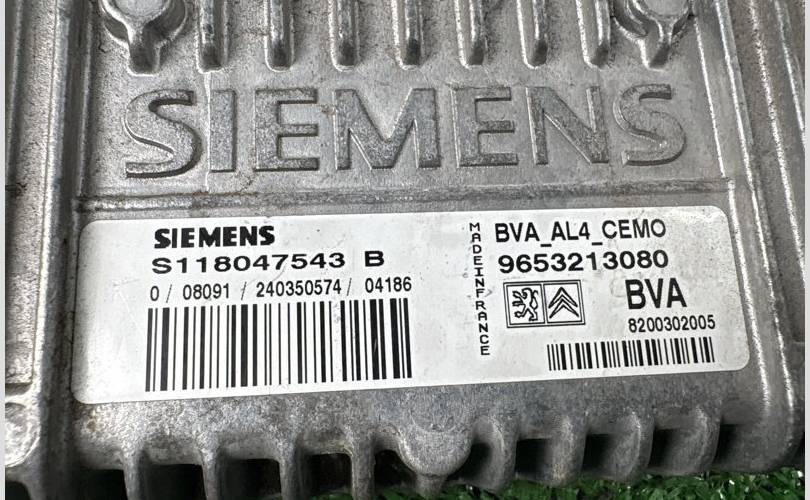 SIEMENS
SIEMENS
S118047543 B
0/ 08091 / 240350574/ 04186
MADEINFRANCE
BVA_AL4_CEMO
9653213080
BVA
8200302005